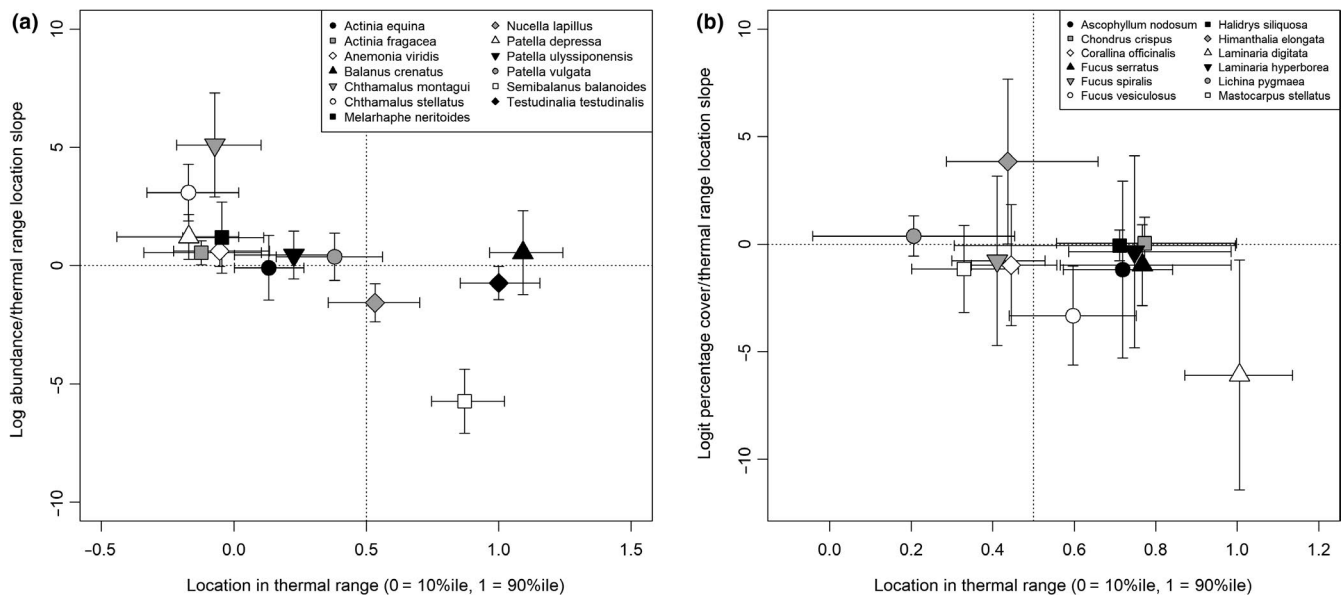 (a)
Log abundance/thermal range location slope
10
5
0
−5
−10
Actinia equina
Actinia fragacea
Anemonia viridis
Balanus crenatus
Chthamalus montagui
Chthamalus stellatus
Melarhaphe neritoides
Nucella lapillus
Patella depressa
Patella ulyssiponensis
Patella vulgata
Semibalanus balanoides
Testudinalia testudinalis
−0.5 0.0 0.5 1.0 1.5
Location in thermal range (0 = 10%ile, 1 = 90%ile)
(b)
Logit percentage cover/thermal range location slope
10
5
0
−5
−10
Ascophyllum nodosum
Chondrus crispus
Corallina officinalis
Fucus serratus
Fucus spiralis
Fucus vesiculosus
Halidrys siliquosa
Himanthalia elongata
Laminaria digitata
Laminaria hyperborea
Lichina pygmaea
Mastocarpus stellatus
0.0 0.2 0.4 0.6 0.8 1.0 1.2
Location in thermal range (0 = 10%ile, 1 = 90%ile)